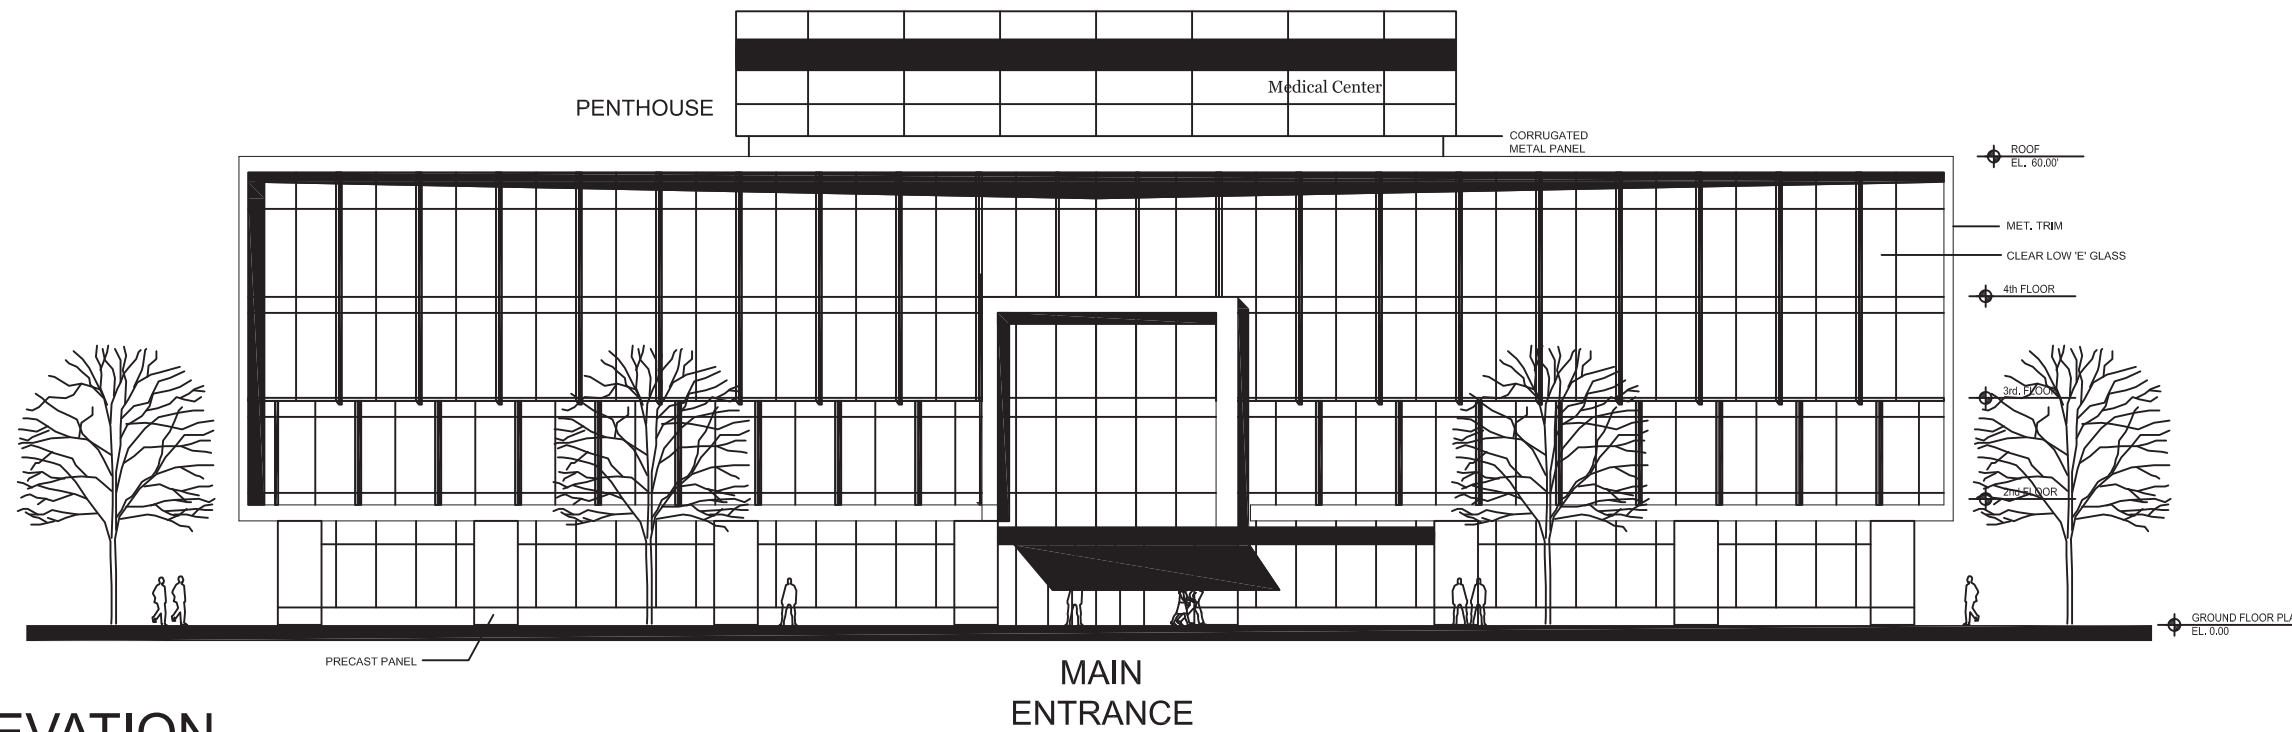 Medical Center
PENTHOUSE
CORRUGATED
METAL PANEL
ROOF
EL. 60.00'
MET. TRIM
CLEAR LOW 'E' GLASS
4th FLOOR
3rd. FLOOR
2nd FLOOR
GROUND FLOOR PLA
EL. 0.00
PRECAST PANEL
MAIN
ENTRANCE
EVATION